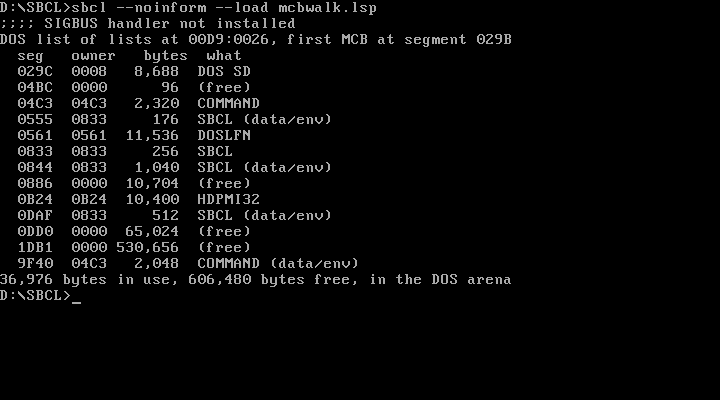 D:\SBCL>sbcl --noinform --load mcbwalk.lsp
;;;; SIGBUS handler not installed
DOS list of lists at 00D9:0026, first MCB at segment 029B
  seg   owner    bytes  what
  029C  0008   8,688  DOS SD
  04BC  0000      96  (free)
  04C3  04C3   2,320  COMMAND
  0555  0833     176  SBCL (data/env)
  0561  0561  11,536  DOSLFN
  0833  0833     256  SBCL
  0844  0833   1,040  SBCL (data/env)
  0886  0000  10,704  (free)
  0B24  0B24  10,400  HDPMI32
  0DAF  0833     512  SBCL (data/env)
  0DD0  0000  65,024  (free)
  1DB1  0000 530,656  (free)
  9F40  04C3   2,048  COMMAND (data/env)
36,976 bytes in use, 606,480 bytes free, in the DOS arena
D:\SBCL>_